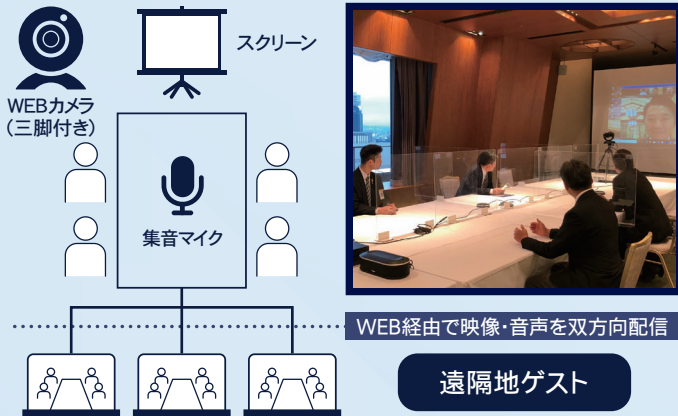 スクリーン
WEBカメラ
(三脚付き)
集音マイク
WEB経由で映像・音声を双方向配信
遠隔地ゲスト